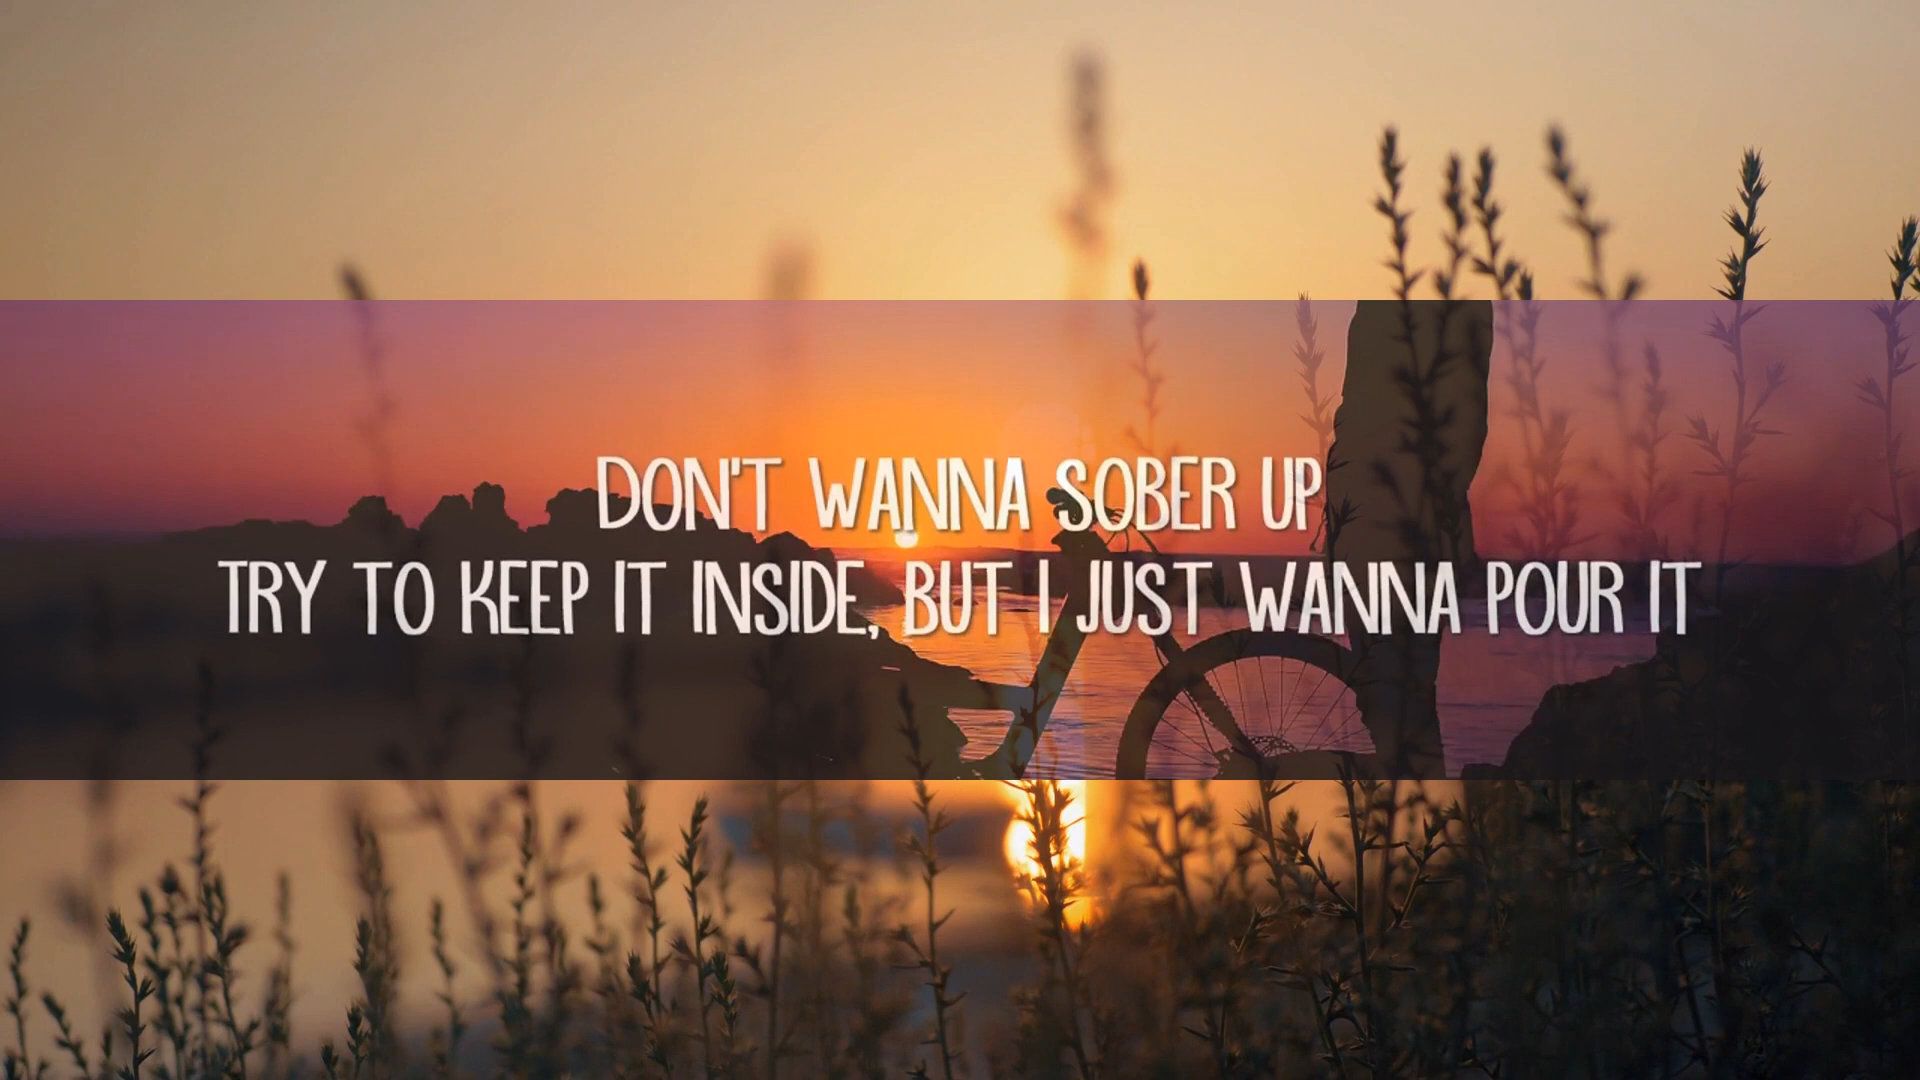 DON'T WANNA SOBER UP
TRY TO KEEP IT INSIDE, BUT I JUST WANNA POUR IT